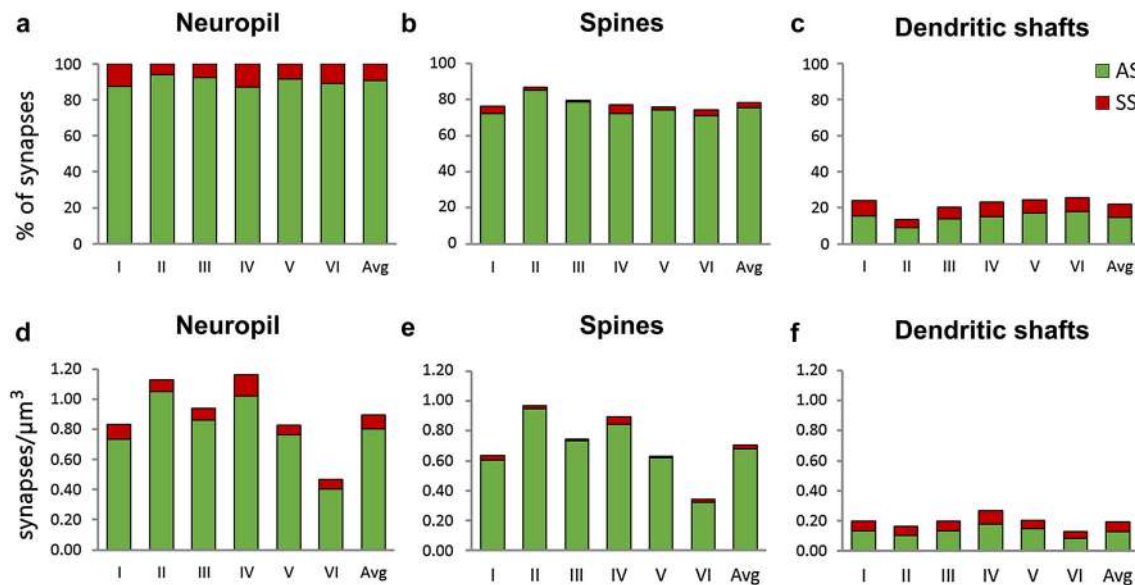 a Neuropil b Spines c Dendritic shafts
AS
SS
% of synapses
100 100 100
80 80 80
60 60 60
40 40 40
20 20 20
0 0 0
I II III IV V VI Avg I II III IV V VI Avg I II III IV V VI Avg
d Neuropil e Spines f Dendritic shafts
synapses/µm³
1.20 1.20 1.20
1.00 1.00 1.00
0.80 0.80 0.80
0.60 0.60 0.60
0.40 0.40 0.40
0.20 0.20 0.20
0.00 0.00 0.00
I II III IV V VI Avg I II III IV V VI Avg I II III IV V VI Avg